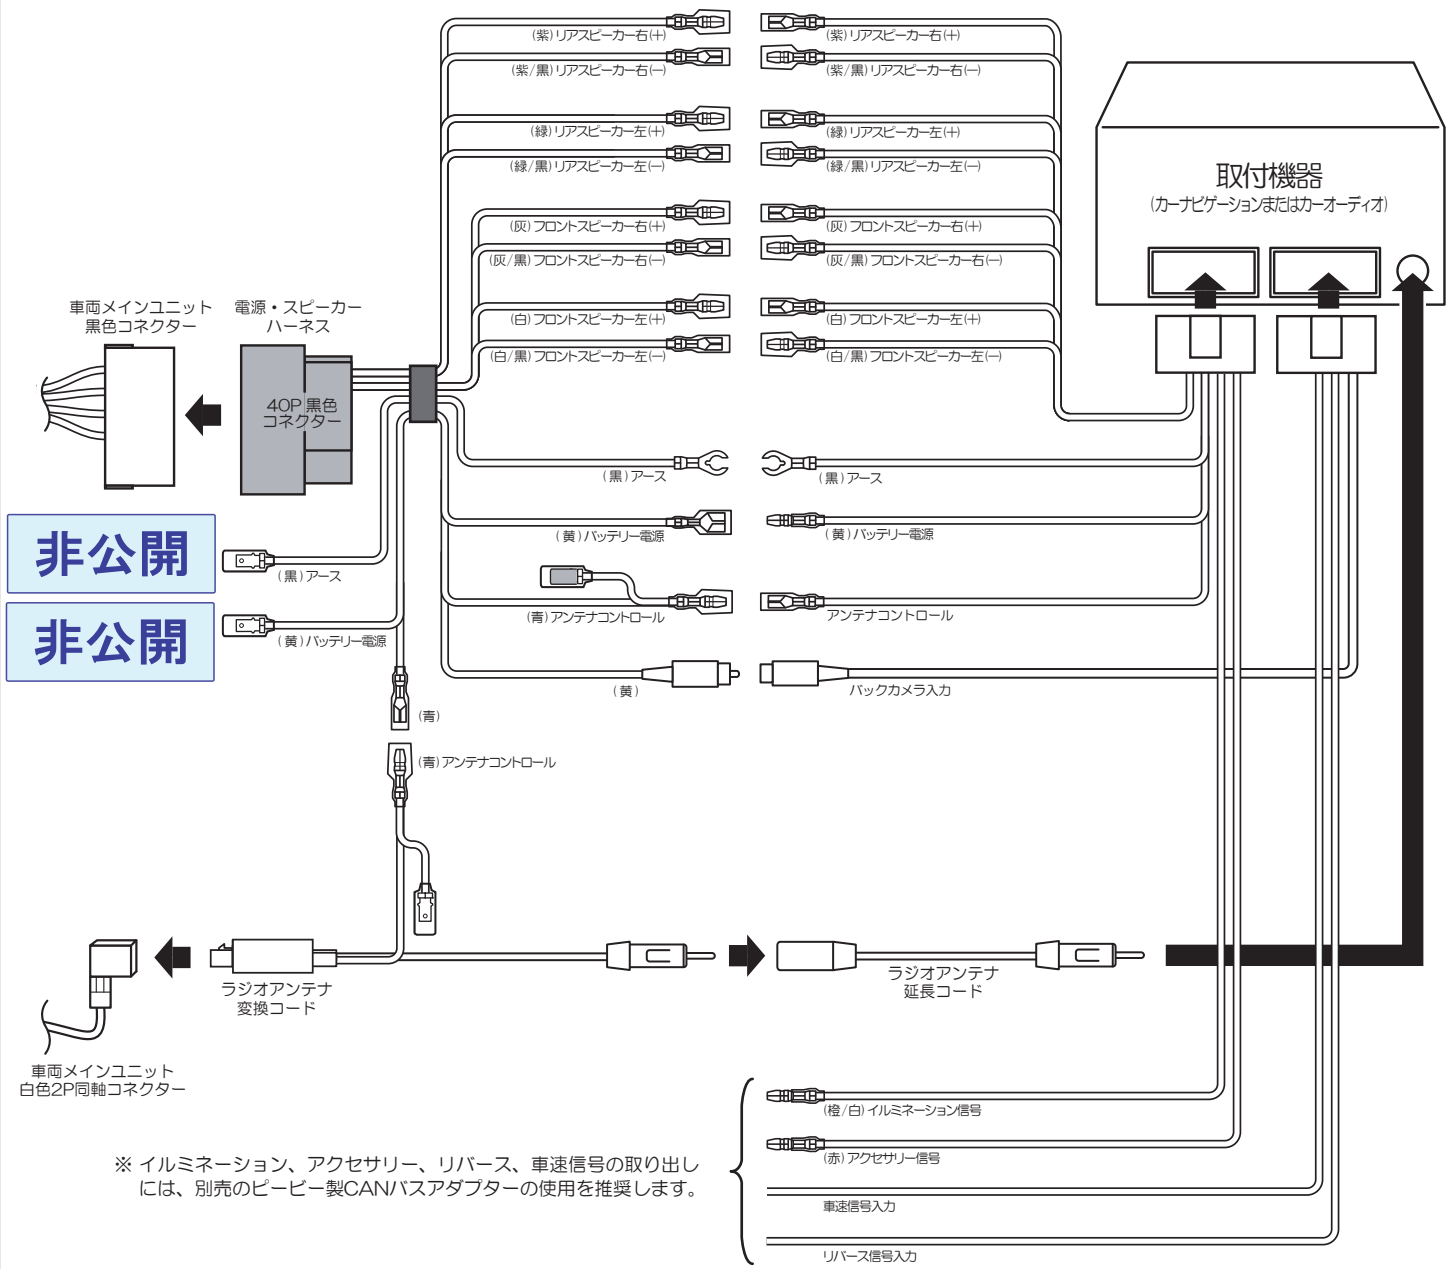 (紫)リアスピーカー右(+)
(紫)リアスピーカー右(+)
(紫/黒)リアスピーカー右(−)
(紫/黒)リアスピーカー右(−)
(緑)リアスピーカー左(+)
(緑)リアスピーカー左(+)
(緑/黒)リアスピーカー左(−)
(緑/黒)リアスピーカー左(−)
取付機器
(カーナビゲーションまたはカーオーディオ)
(灰)フロントスピーカー右(+)
(灰)フロントスピーカー右(+)
(灰/黒)フロントスピーカー右(−)
(灰/黒)フロントスピーカー右(−)
車両メインユニット
黒色コネクター
電源・スピーカー
ハーネス
(白)フロントスピーカー左(+)
(白)フロントスピーカー左(+)
(白/黒)フロントスピーカー左(−)
(白/黒)フロントスピーカー左(−)
40P 黒色
コネクター
(黒)アース
(黒)アース
(黄)バッテリー電源
(黄)バッテリー電源
非公開
(黒)アース
(青)アンテナコントロール
アンテナコントロール
非公開
(黄)バッテリー電源
(黄)
バックカメラ入力
(青)
(青)アンテナコントロール
ラジオアンテナ
変換コード
ラジオアンテナ
延長コード
車両メインユニット
白色2P同軸コネクター
(橙/白)イルミネーション信号
(赤)アクセサリー信号
※ イルミネーション、アクセサリー、リバース、車速信号の取り出し
には、別売のピービー製CANバスアダプターの使用を推奨します。
車速信号入力
リバース信号入力